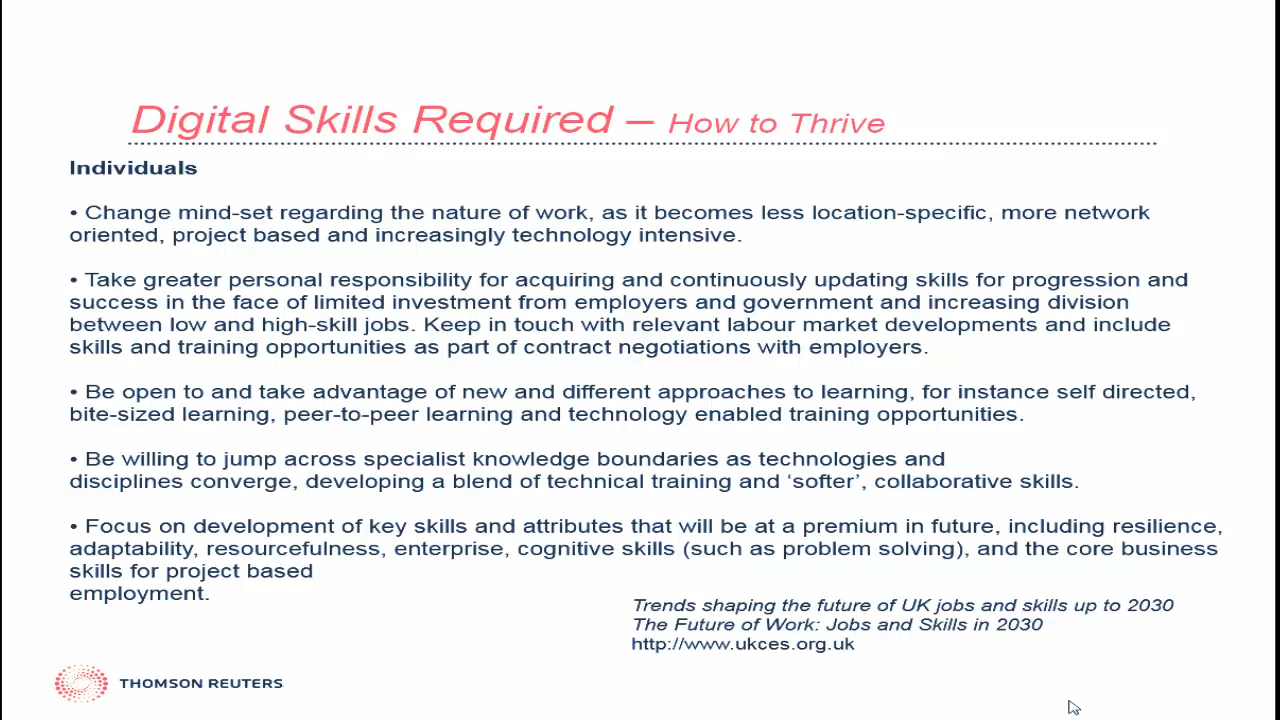 Digital Skills Required – How to Thrive
Individuals
• Change mind-set regarding the nature of work, as it becomes less location-specific, more network
oriented, project based and increasingly technology intensive.
• Take greater personal responsibility for acquiring and continuously updating skills for progression and
success in the face of limited investment from employers and government and increasing division
between low and high-skill jobs. Keep in touch with relevant labour market developments and include
skills and training opportunities as part of contract negotiations with employers.
• Be open to and take advantage of new and different approaches to learning, for instance self directed,
bite-sized learning, peer-to-peer learning and technology enabled training opportunities.
• Be willing to jump across specialist knowledge boundaries as technologies and
disciplines converge, developing a blend of technical training and ‘softer’, collaborative skills.
• Focus on development of key skills and attributes that will be at a premium in future, including resilience,
adaptability, resourcefulness, enterprise, cognitive skills (such as problem solving), and the core business
skills for project based
employment.
Trends shaping the future of UK jobs and skills up to 2030
The Future of Work: Jobs and Skills in 2030
http://www.ukces.org.uk
THOMSON REUTERS